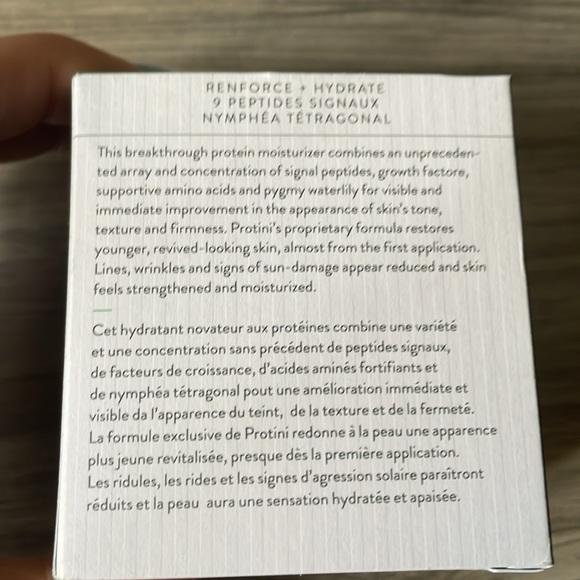 RENFORCE + HYDRATE
9 PEPTIDES SIGNAUX
NYMPHÉA TÉTRAGONAL
This breakthrough protein moisturizer combines an unpreceden-
ted array and concentration of signal peptides, growth factore,
supportive amino acids and pygmy waterlily for visible and
immediate improvement in the appearance of skin's tone,
texture and firmness. Protini's proprietary formula restores
younger, revived-looking skin, almost from the first application.
Lines, wrinkles and signs of sun-damage appear reduced and skin
feels strengthened and moisturized.
Cet hydratant novateur aux protéines combine une variété
et une concentration sans précédent de peptides signaux,
de facteurs de croissance, d'acides aminés fortifiants et
de nymphéa tétragonal pout une amélioration immédiate et
visible da l'apparence du teint, de la texture et de la fermeté.
La formule exclusive de Protini redonne à la peau une apparence
plus jeune revitalisée, presque dès la première application.
Les ridules, les rides et les signes d'agression solaire paraîtront
réduits et la peau aura une sensation hydratée et apaisée.